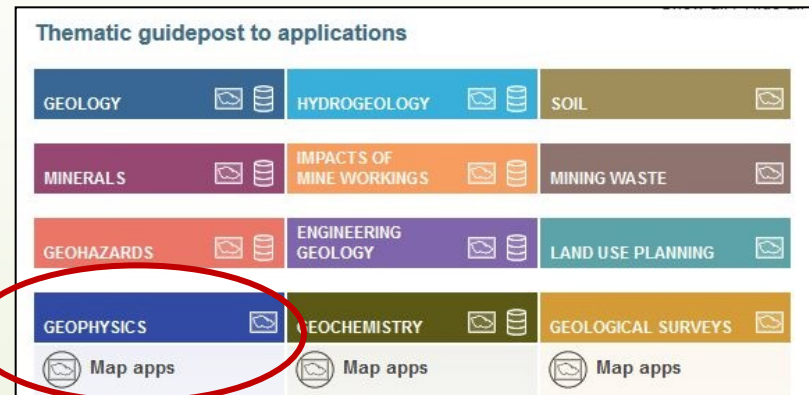 Thematic guidepost to applications
GEOLOGY
HYDROGEOLOGY
SOIL
MINERALS
IMPACTS OF
MINE WORKINGS
MINING WASTE
GEOHAZARDS
ENGINEERING
GEOLOGY
LAND USE PLANNING
GEOPHYSICS
GEOCHEMISTRY
GEOLOGICAL SURVEYS
Map apps
Map apps
Map apps